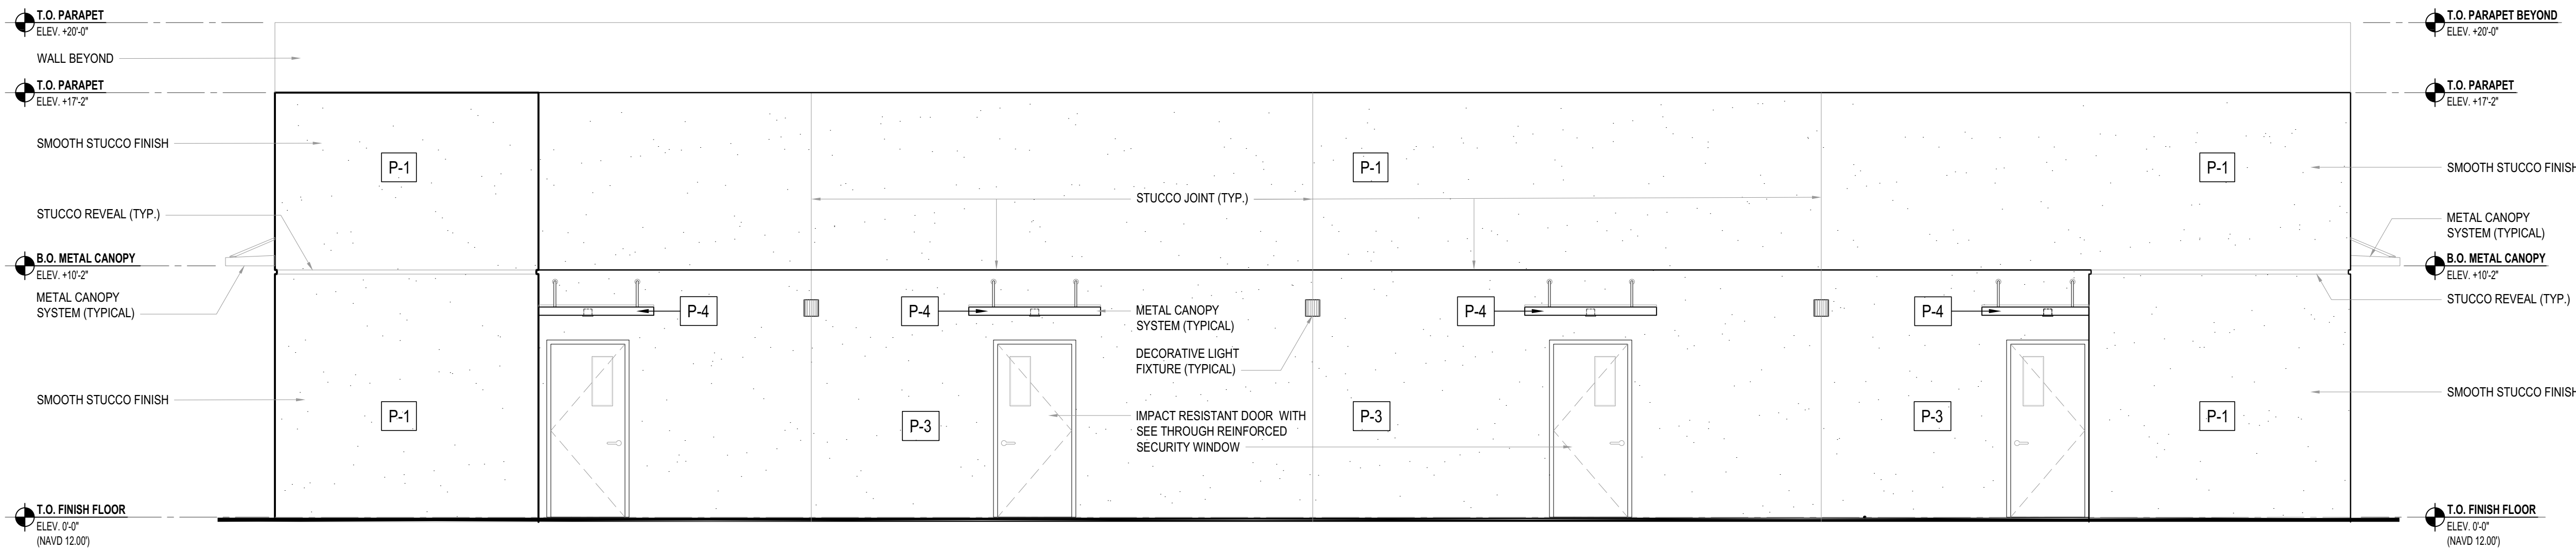 T.O. PARAPET
ELEV. +20'-0"
WALL BEYOND
T.O. PARAPET
ELEV. +17'-2"
SMOOTH STUCCO FINISH
STUCCO REVEAL (TYP.)
B.O. METAL CANOPY
ELEV. +10'-2"
METAL CANOPY
SYSTEM (TYPICAL)
SMOOTH STUCCO FINISH
T.O. FINISH FLOOR
ELEV. 0'-0"
(NAVD 12.00')
P-1
P-1
P-4
P-4
P-3
STUCCO JOINT (TYP.)
METAL CANOPY
SYSTEM (TYPICAL)
DECORATIVE LIGHT
FIXTURE (TYPICAL)
IMPACT RESISTANT DOOR WITH
SEE THROUGH REINFORCED
SECURITY WINDOW
P-1
P-4
P-3
P-4
P-3
P-1
P-1
T.O. PARAPET BEYOND
ELEV. +20'-0"
T.O. PARAPET
ELEV. +17'-2"
SMOOTH STUCCO FINISH
METAL CANOPY
SYSTEM (TYPICAL)
B.O. METAL CANOPY
ELEV. +10'-2"
STUCCO REVEAL (TYP.)
SMOOTH STUCCO FINISH
T.O. FINISH FLOOR
ELEV. 0'-0"
(NAVD 12.00')